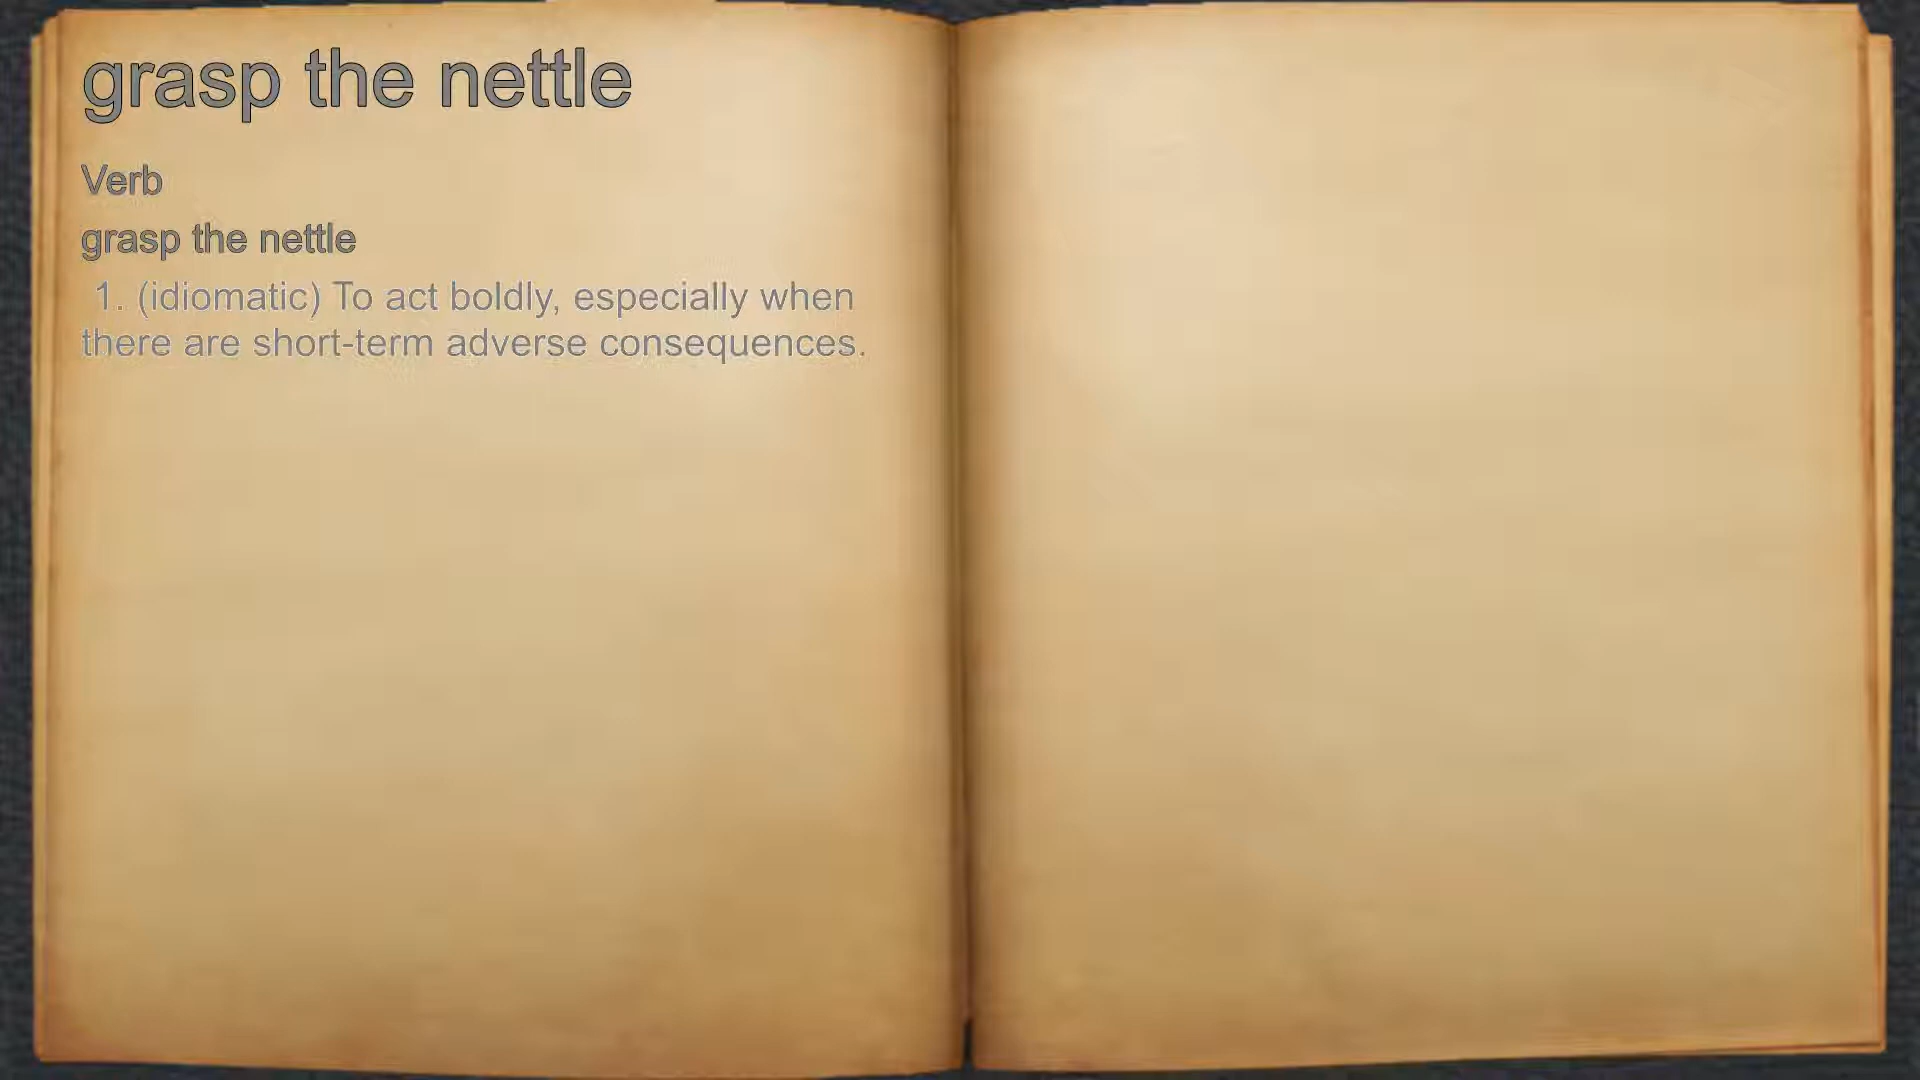 grasp the nettle
Verb
grasp the nettle
1. (idiomatic) To act boldly, especially when
there are short-term adverse consequences.